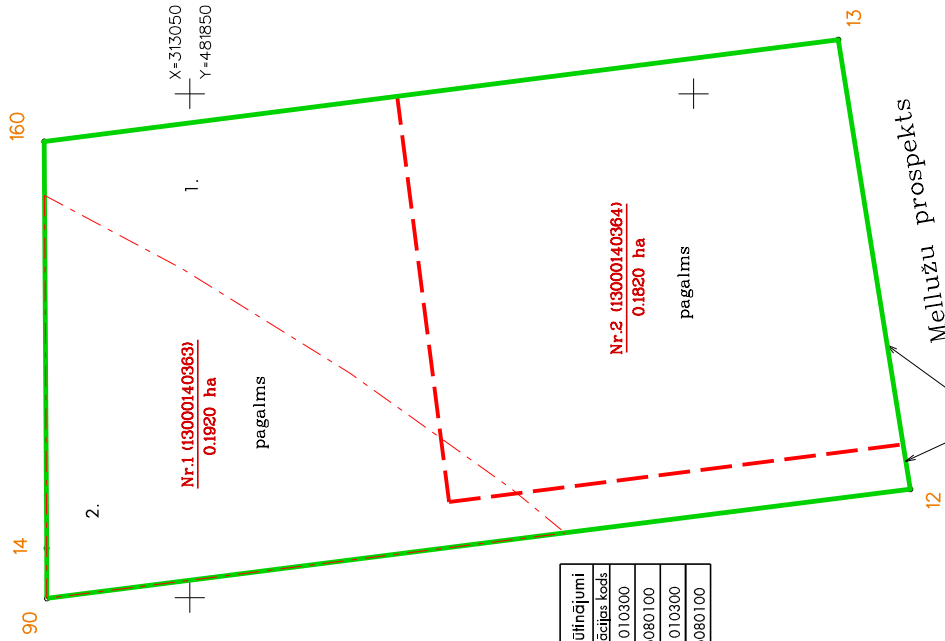 160
X=313050
Y=481850
14
90
1.
2.
Nr.1 (13000140363)
0.1920 ha
pagalms
Nr.2 (13000140364)
0.1820 ha
pagalms
13
12
Mellužu prospekts
010300
080100
010300
080100